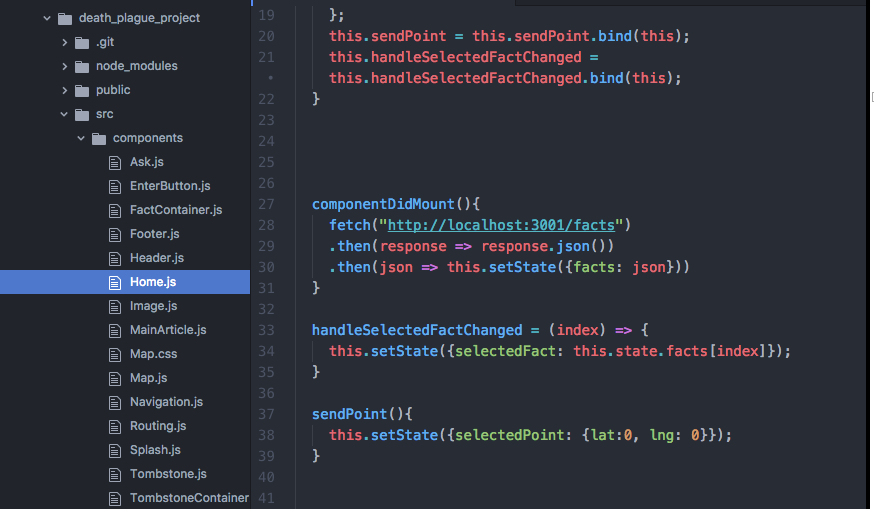 death_plague_project
.git
node_modules
public
src
components
Ask.js
EnterButton.js
FactContainer.js
Footer.js
Header.js
Home.js
Image.js
MainArticle.js
Map.css
Map.js
Navigation.js
Routing.js
Splash.js
Tombstone.js
TombstoneContainer
19 };
20 this.sendPoint = this.sendPoint.bind(this);
21 this.handleSelectedFactChanged =
• this.handleSelectedFactChanged.bind(this);
22 }
23
24
25
26
27 componentDidMount(){
28 fetch("http://localhost:3001/facts")
29 .then(response => response.json())
30 .then(json => this.setState({facts: json}))
31 }
32
33 handleSelectedFactChanged = (index) => {
34 this.setState({selectedFact: this.state.facts[index]});
35 }
36
37 sendPoint(){
38 this.setState({selectedPoint: {lat:0, lng: 0}});
39 }
40
41